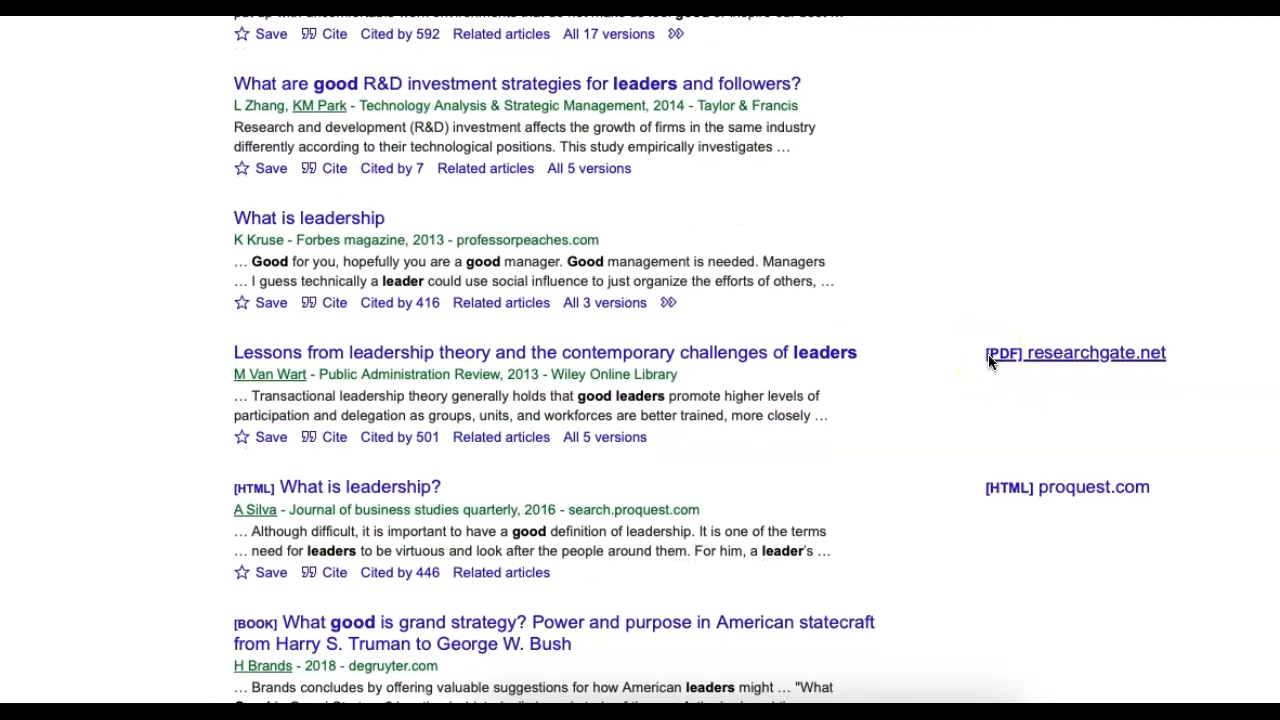 Save Cite Cited by 592 Related articles All 17 versions
What are good R&D investment strategies for leaders and followers?
L Zhang, KM Park - Technology Analysis & Strategic Management, 2014 - Taylor & Francis
Research and development (R&D) investment affects the growth of firms in the same industry
differently according to their technological positions. This study empirically investigates …
Save Cite Cited by 7 Related articles All 5 versions
What is leadership
K Kruse - Forbes magazine, 2013 - professorpeaches.com
… Good for you, hopefully you are a good manager. Good management is needed. Managers
… I guess technically a leader could use social influence to just organize the efforts of others, …
Save Cite Cited by 416 Related articles All 3 versions
Lessons from leadership theory and the contemporary challenges of leaders
[PDF] researchgate.net
M Van Wart - Public Administration Review, 2013 - Wiley Online Library
… Transactional leadership theory generally holds that good leaders promote higher levels of
participation and delegation as groups, units, and workforces are better trained, more closely …
Save Cite Cited by 501 Related articles All 5 versions
[HTML] What is leadership?
[HTML] proquest.com
A Silva - Journal of business studies quarterly, 2016 - search.proquest.com
… Although difficult, it is important to have a good definition of leadership. It is one of the terms
… need for leaders to be virtuous and look after the people around them. For him, a leader's …
Save Cite Cited by 446 Related articles
[BOOK] What good is grand strategy? Power and purpose in American statecraft
from Harry S. Truman to George W. Bush
H Brands - 2018 - degruyter.com
… Brands concludes by offering valuable suggestions for how American leaders might … "What